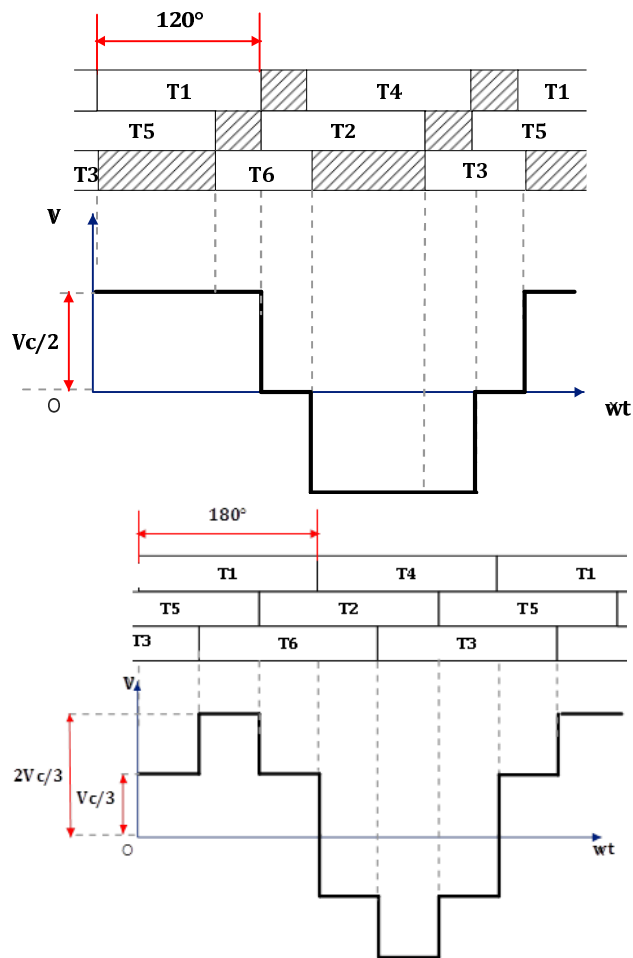 120°
T1 T4 T1
T5 T2 T5
T3 T6 T3
V
Vc/2
O
wt
180°
T1 T4 T1
T5 T2 T5
T3 T6 T3
V
2Vc/3
Vc/3
O
wt